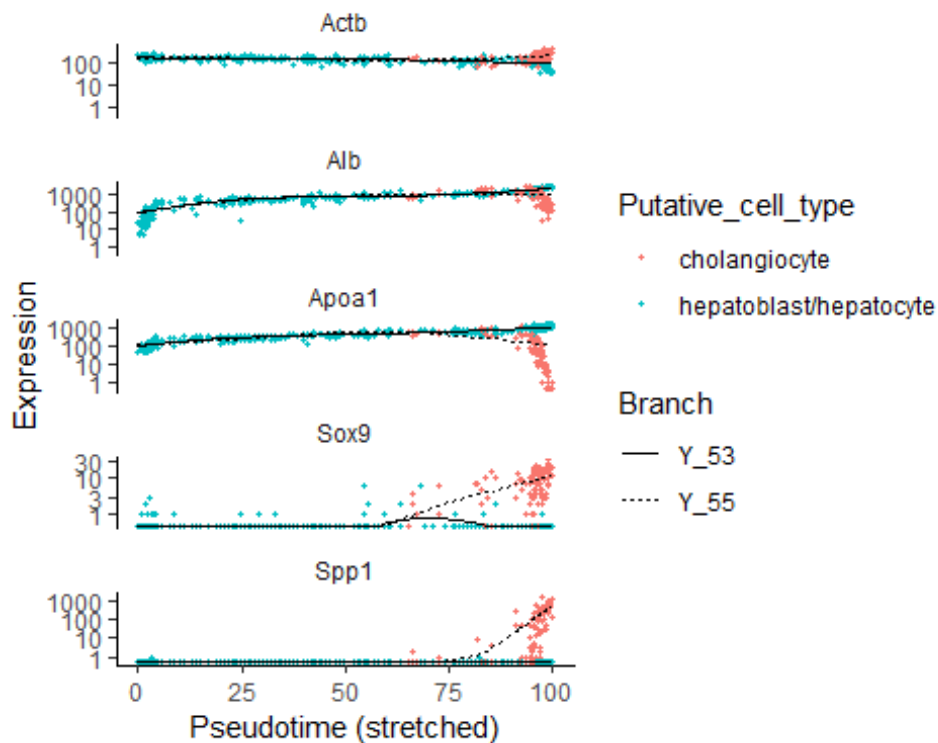 Actb
100
10
1
Alb
1000
100
10
1
Apoa1
1000
100
10
1
Sox9
30
10
3
1
Spp1
1000
100
10
1
0 25 50 75 100
Pseudotime (stretched)
Expression
Putative_cell_type
cholangiocyte
hepatoblast/hepatocyte
Branch
Y_53
Y_55